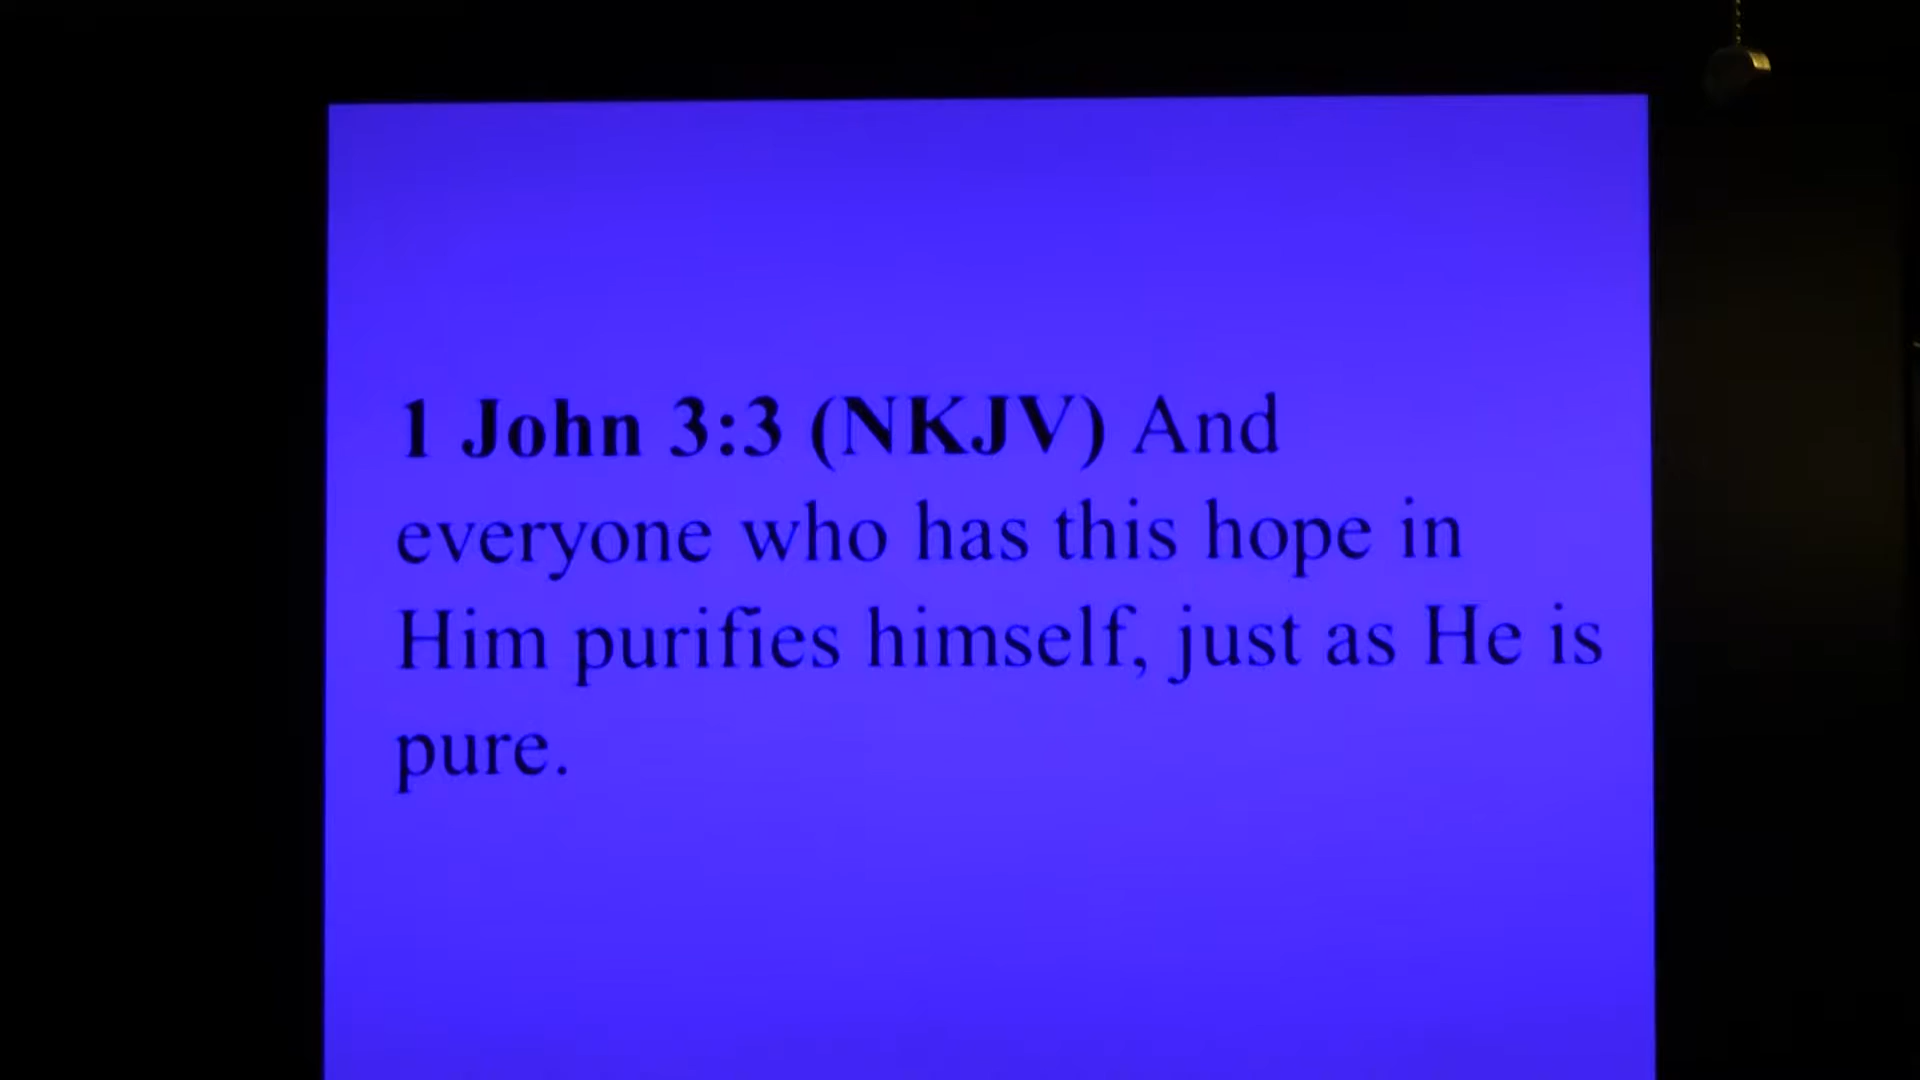 1 John 3:3 (NKJV) And
everyone who has this hope in
Him purifies himself, just as He is
pure.